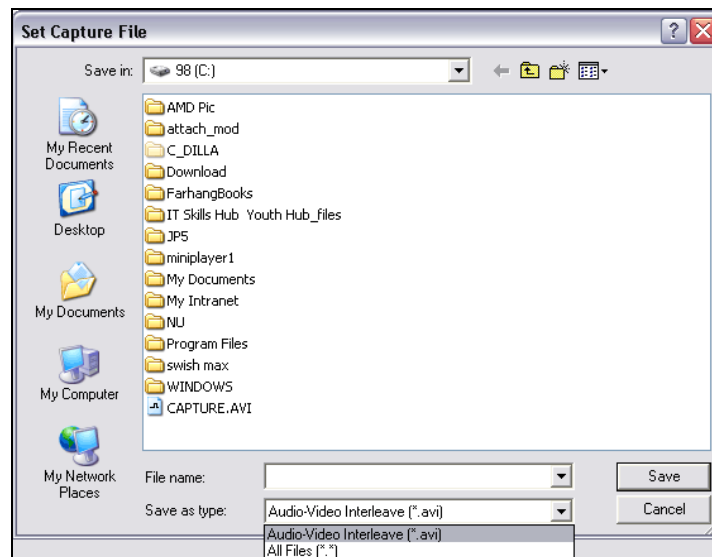 Set Capture File
Save in:
98 (C:)
My Recent
Documents
Desktop
My Documents
My Computer
My Network
Places
AMD Pic
attach_mod
C_DILLA
Download
FarhangBooks
IT Skills Hub  Youth Hub_files
JP5
miniplayer1
My Documents
My Intranet
NU
Program Files
swish max
WINDOWS
CAPTURE.AVI
File name:
Save
Save as type:
Audio-Video Interleave (*.avi)
Cancel
Audio-Video Interleave (*.avi)
All Files (*.*)